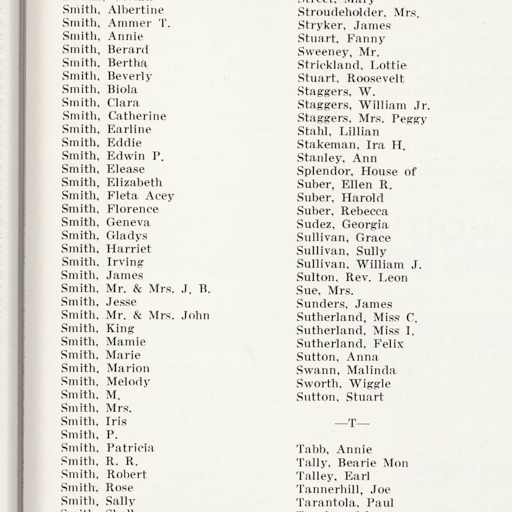 Smith, Albertine
Smith, Ammer T.
Smith, Annie
Smith, Berard
Smith, Bertha
Smith, Beverly
Smith, Biola
Smith, Clara
Smith, Catherine
Smith, Earline
Smith, Eddie
Smith, Edwin P.
Smith, Elease
Smith, Elizabeth
Smith, Fleta Acey
Smith, Florence
Smith, Geneva
Smith, Gladys
Smith, Harriet
Smith, Irving
Smith, James
Smith, Mr. & Mrs. J. B.
Smith, Jesse
Smith, Mr. & Mrs. John
Smith, King
Smith, Mamie
Smith, Marie
Smith, Marion
Smith, Melody
Smith, M.
Smith, Mrs.
Smith, Iris
Smith, P.
Smith, Patricia
Smith, R. R.
Smith, Robert
Smith, Rose
Smith, Sally
Stroudeholder, Mrs.
Stryker, James
Stuart, Fanny
Sweeney, Mr.
Strickland, Lottie
Stuart, Roosevelt
Staggers, W.
Staggers, William Jr.
Staggers, Mrs. Peggy
Stahl, Lillian
Stakeman, Ira H.
Stanley, Ann
Splendor, House of
Suber, Ellen R.
Suber, Harold
Suber, Rebecca
Sudez, Georgia
Sullivan, Grace
Sullivan, Sully
Sullivan, William J.
Sulton, Rev. Leon
Sue, Mrs.
Sunders, James
Sutherland, Miss C.
Sutherland, Miss I.
Sutherland, Felix
Sutton, Anna
Swann, Malinda
Sworth, Wiggle
Sutton, Stuart
—T—
Tabb, Annie
Tally, Bearie Mon
Talley, Earl
Tannerhill, Joe
Tarantola, Paul